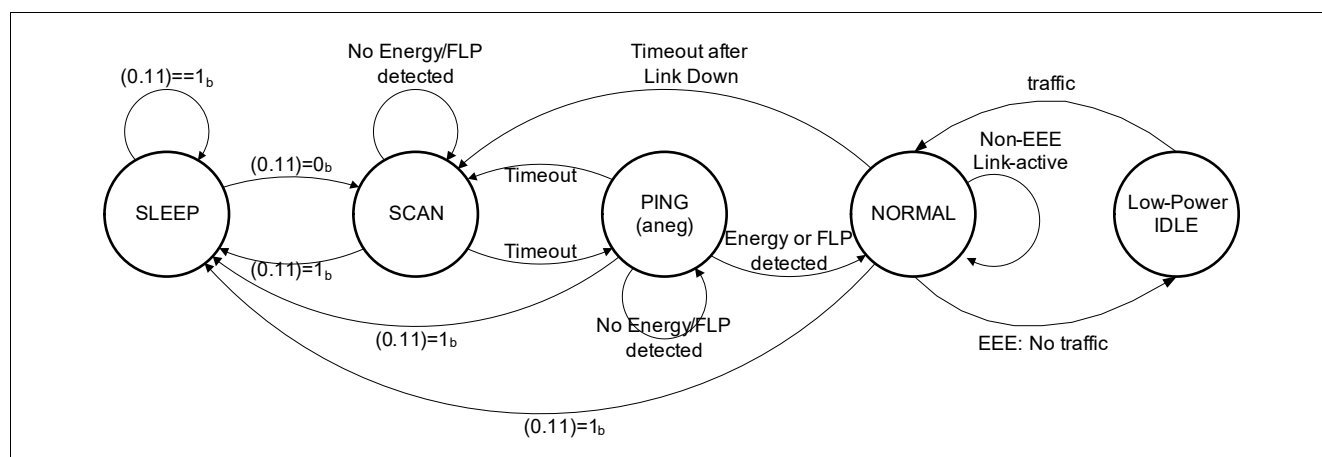 No Energy/FLP
detected
Timeout after
Link Down
(0.11)==1b
traffic
Non-EEE
Link-active
(0.11)=0b
Timeout
SLEEP
SCAN
PING
(aneg)
NORMAL
Low-Power
IDLE
Energy or FLP
detected
Timeout
(0.11)=1b
No Energy/FLP
detected
(0.11)=1b
EEE: No traffic
(0.11)=1b